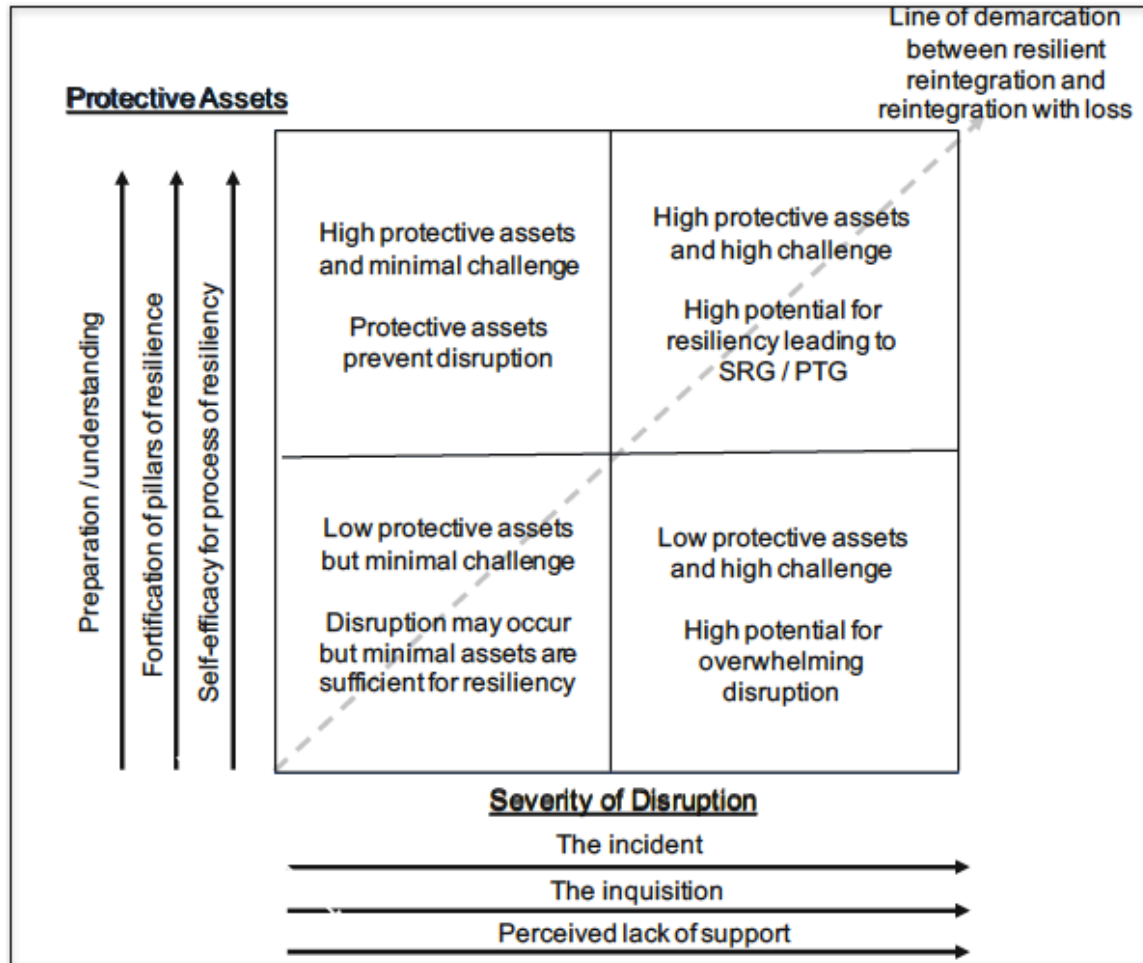 Line of demarcation
between resilient
reintegration and
reintegration with loss
Protective Assets
Preparation / understanding
Fortification of pillars of resilience
Self-efficacy for process of resiliency
High protective assets
and minimal challenge
Protective assets
prevent disruption
High protective assets
and high challenge
High potential for
resiliency leading to
SRG / PTG
Low protective assets
but minimal challenge
Disruption may occur
but minimal assets are
sufficient for resiliency
Low protective assets
and high challenge
High potential for
overwhelming
disruption
Severity of Disruption
The incident
The inquisition
Perceived lack of support